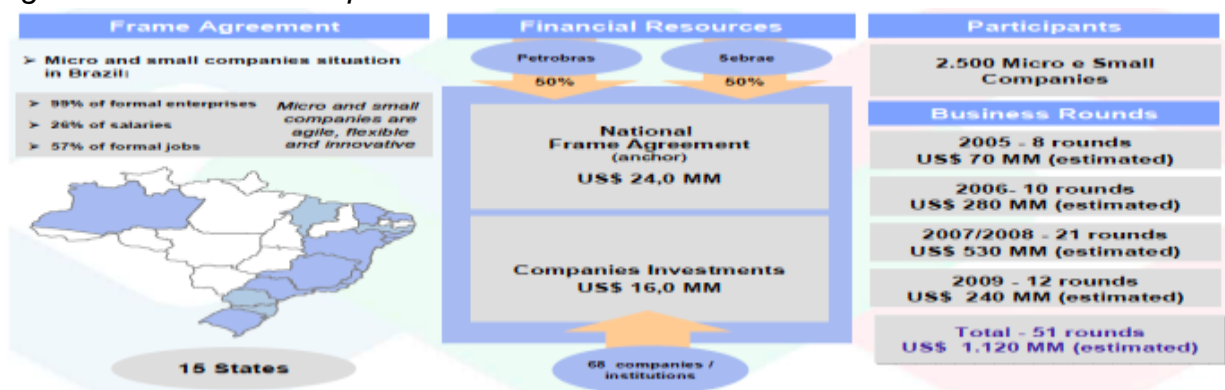 Frame Agreement
➢ Micro and small companies situation
in Brazil:
➢ 99% of formal enterprises
➢ 26% of salaries
➢ 57% of formal jobs
Micro and small
companies are
agile, flexible
and innovative
15 States
Financial Resources
Petrobras
50%
Sebrae
50%
National
Frame Agreement
(anchor)
US$ 24,0 MM
Companies Investments
US$ 16,0 MM
68 companies /
institutions
Participants
2.500 Micro e Small
Companies
Business Rounds
2005 - 8 rounds
US$ 70 MM (estimated)
2006- 10 rounds
US$ 280 MM (estimated)
2007/2008 - 21 rounds
US$ 530 MM (estimated)
2009 - 12 rounds
US$ 240 MM (estimated)
Total - 51 rounds
US$ 1.120 MM (estimated)